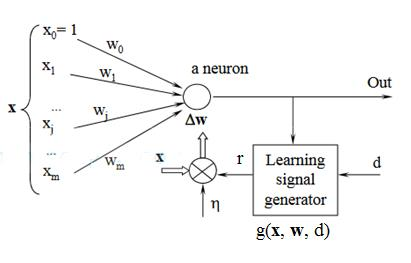 x0= 1
w0
a neuron
x1
w1
Out
x
...
wj
Δw
xj
...
wm
xm
x
r
Learning
signal
generator
d
η
g(x, w, d)